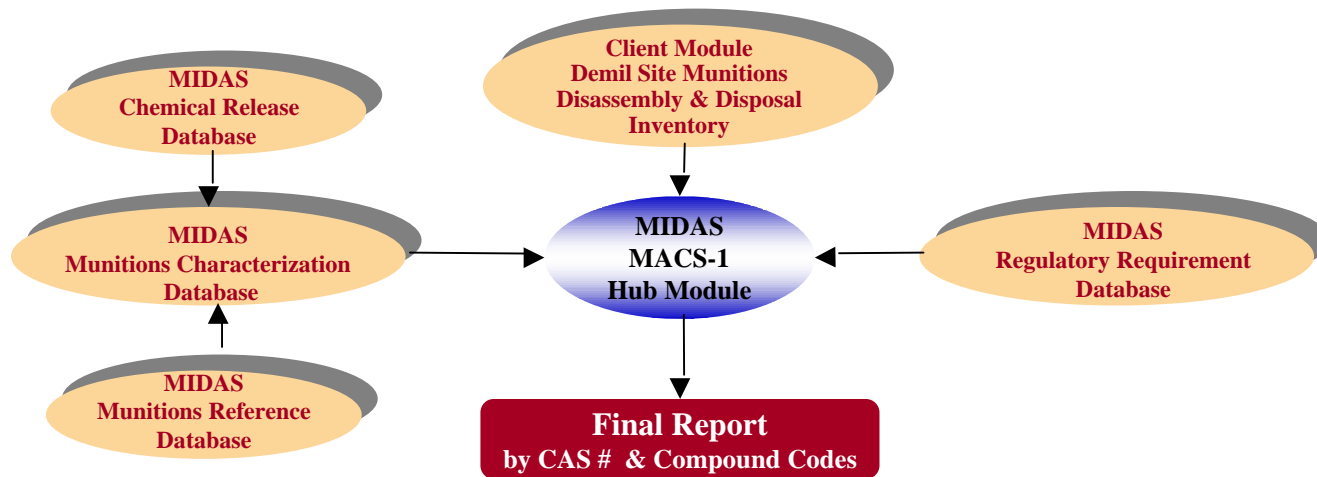 MIDAS
Chemical Release
Database
Client Module
Demil Site Munitions
Disassembly & Disposal
Inventory
MIDAS
Munitions Characterization
Database
MIDAS
MACS-1
Hub Module
MIDAS
Regulatory Requirement
Database
MIDAS
Munitions Reference
Database
Final Report
by CAS # & Compound Codes